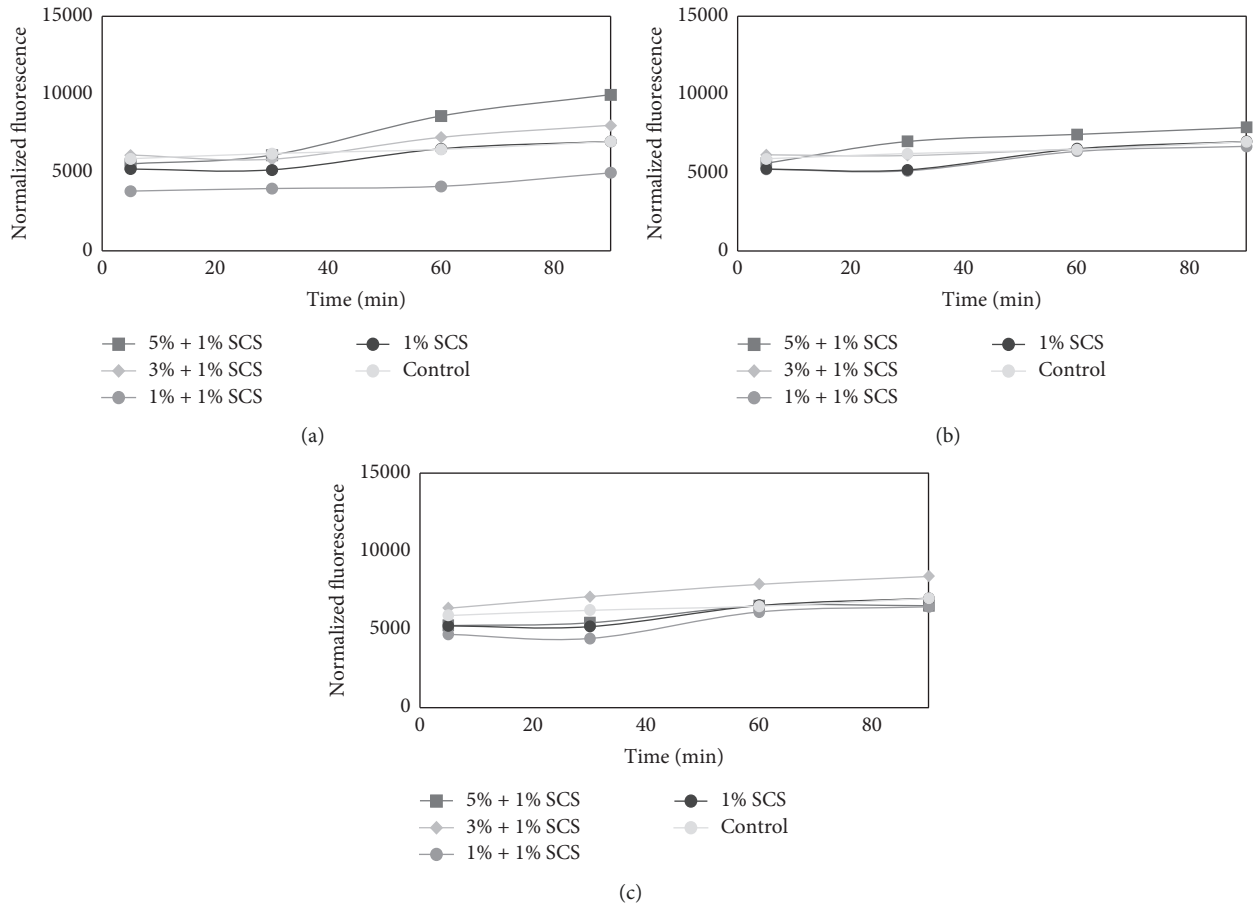 15000
10000
5000
0
Normalized fluorescence
0 20 40 60 80
Time (min)
5% + 1% SCS
3% + 1% SCS
1% + 1% SCS
1% SCS
Control
(a)
15000
10000
5000
0
Normalized fluorescence
0 20 40 60 80
Time (min)
5% + 1% SCS
3% + 1% SCS
1% + 1% SCS
1% SCS
Control
(b)
15000
10000
5000
0
Normalized fluorescence
0 20 40 60 80
Time (min)
5% + 1% SCS
3% + 1% SCS
1% + 1% SCS
1% SCS
Control
(c)